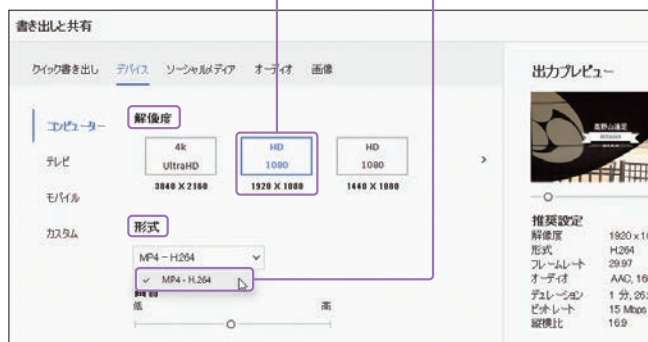 書き出しと共有
クイック書き出し デバイス ソーシャルメディア オーディオ 画像
コンピューター
テレビ
モバイル
カスタム
解像度
4k
UltraHD
3840 X 2160
HD
1080
1920 X 1080
HD
1080
1440 X 1080
形式
MP4 - H.264
MP4 - H.264
低 高
出力プレビュー
推奨設定
解像度 1920 x 1
形式 H.264
フレームレート 29.97
オーディオ AAC, 16
デュレーション 1 分, 26
ビットレート 15 Mbps
縦横比 16:9